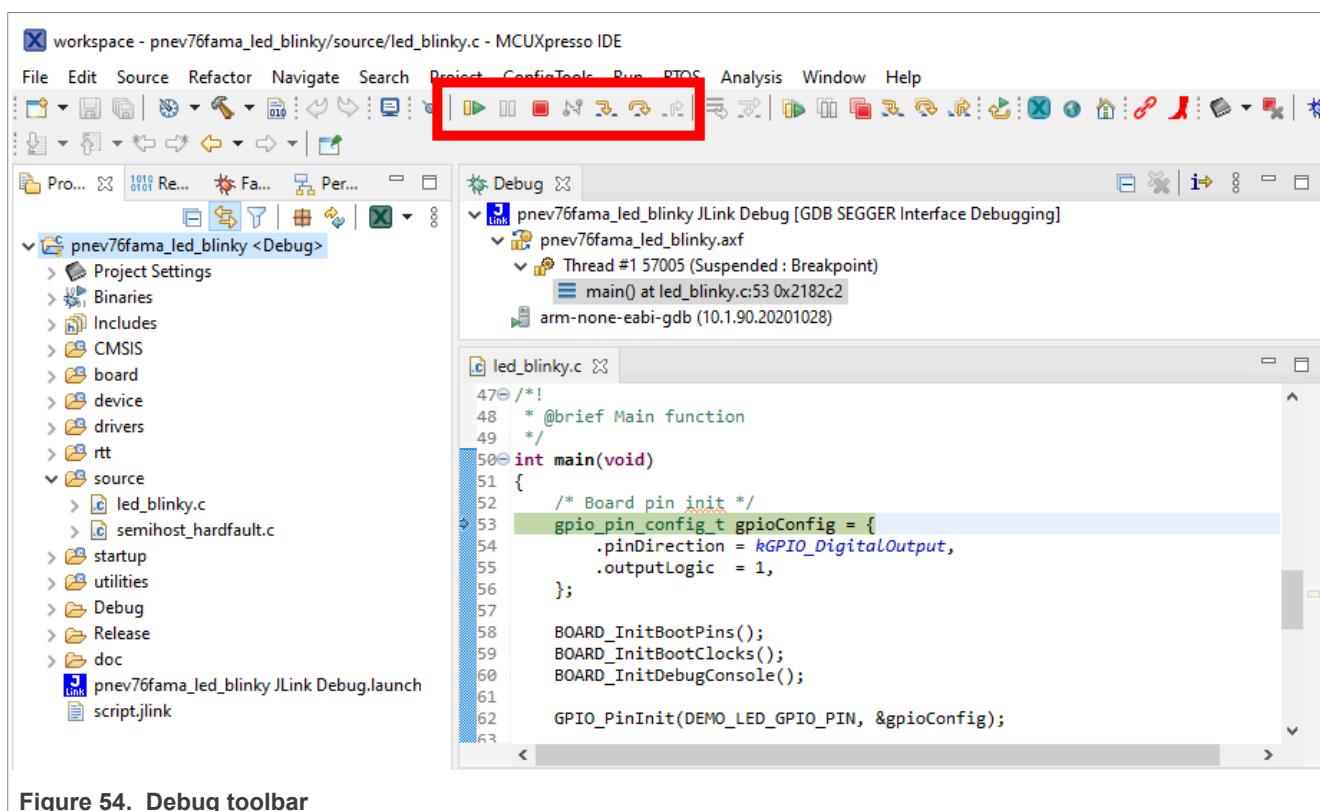 workspace - pnev76fama_led_blinky/source/led_blinky.c - MCUXpresso IDE
File Edit Source Refactor Navigate Search Project ConfigTools Run RTOS Analysis Window Help
010
Pro... 1010 0101 Re... Fa... Per...
pnev76fama_led_blinky <Debug>
Project Settings
Binaries
Includes
CMSIS
board
device
drivers
rtt
source
led_blinky.c
semihost_hardfault.c
startup
utilities
Debug
Release
doc
pnev76fama_led_blinky JLink Debug.launch
script.jlink
Debug
pnev76fama_led_blinky JLink Debug [GDB SEGGER Interface Debugging]
pnev76fama_led_blinky.axf
Thread #1 57005 (Suspended : Breakpoint)
main() at led_blinky.c:53 0x2182c2
arm-none-eabi-gdb (10.1.90.20201028)
led_blinky.c
47 /*!
48 * @brief Main function
49 */
50 int main(void)
51 {
52 /* Board pin init */
53 gpio_pin_config_t gpioConfig = {
54 .pinDirection = kGPIO_DigitalOutput,
55 .outputLogic = 1,
56 };
57
58 BOARD_InitBootPins();
59 BOARD_InitBootClocks();
60 BOARD_InitDebugConsole();
61
62 GPIO_PinInit(DEMO_LED_GPIO_PIN, &gpioConfig);
63
Figure 54. Debug toolbar